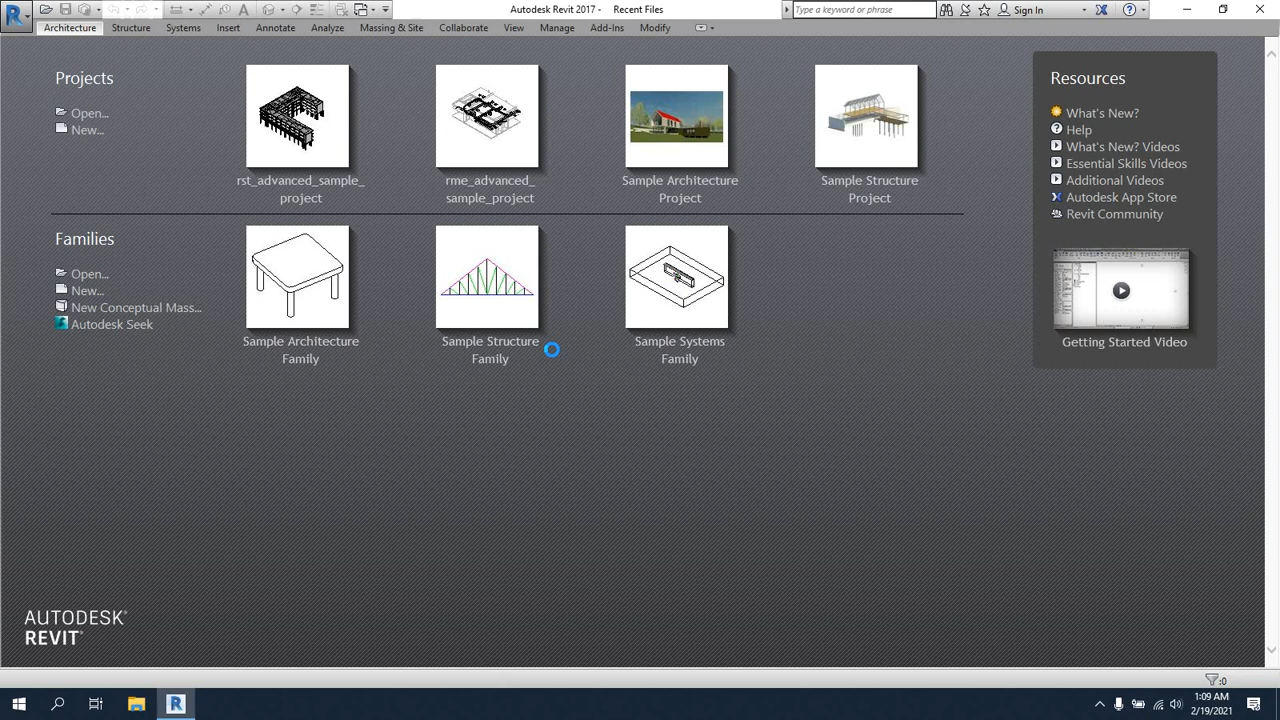 Autodesk Revit 2017 - Recent Files
Type a keyword or phrase
Sign In
Architecture Structure Systems Insert Annotate Analyze Massing & Site Collaborate View Manage Add-Ins Modify
Projects
Open...
New...
rst_advanced_sample_
project
rme_advanced_
sample_project
Sample Architecture
Project
Sample Structure
Project
Families
Open...
New...
New Conceptual Mass...
Autodesk Seek
Sample Architecture
Family
Sample Structure
Family
Sample Systems
Family
Resources
What's New?
Help
What's New? Videos
Essential Skills Videos
Additional Videos
Autodesk App Store
Revit Community
Getting Started Video
AUTODESK®
REVIT®
:0
1:09 AM
2/19/2021